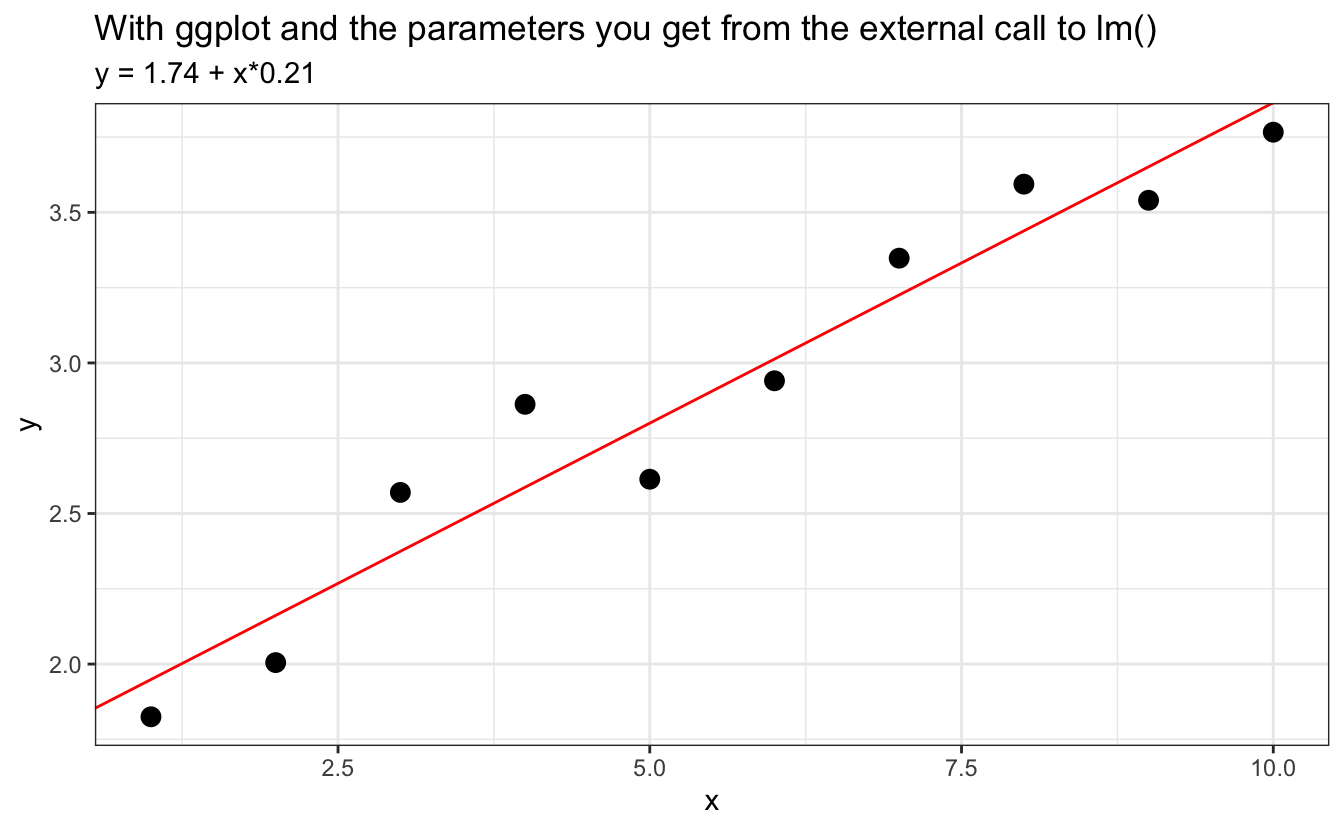 With ggplot and the parameters you get from the external call to lm()
y = 1.74 + x*0.21
3.5
3.0
2.5
2.0
y
2.5
5.0
7.5
10.0
x